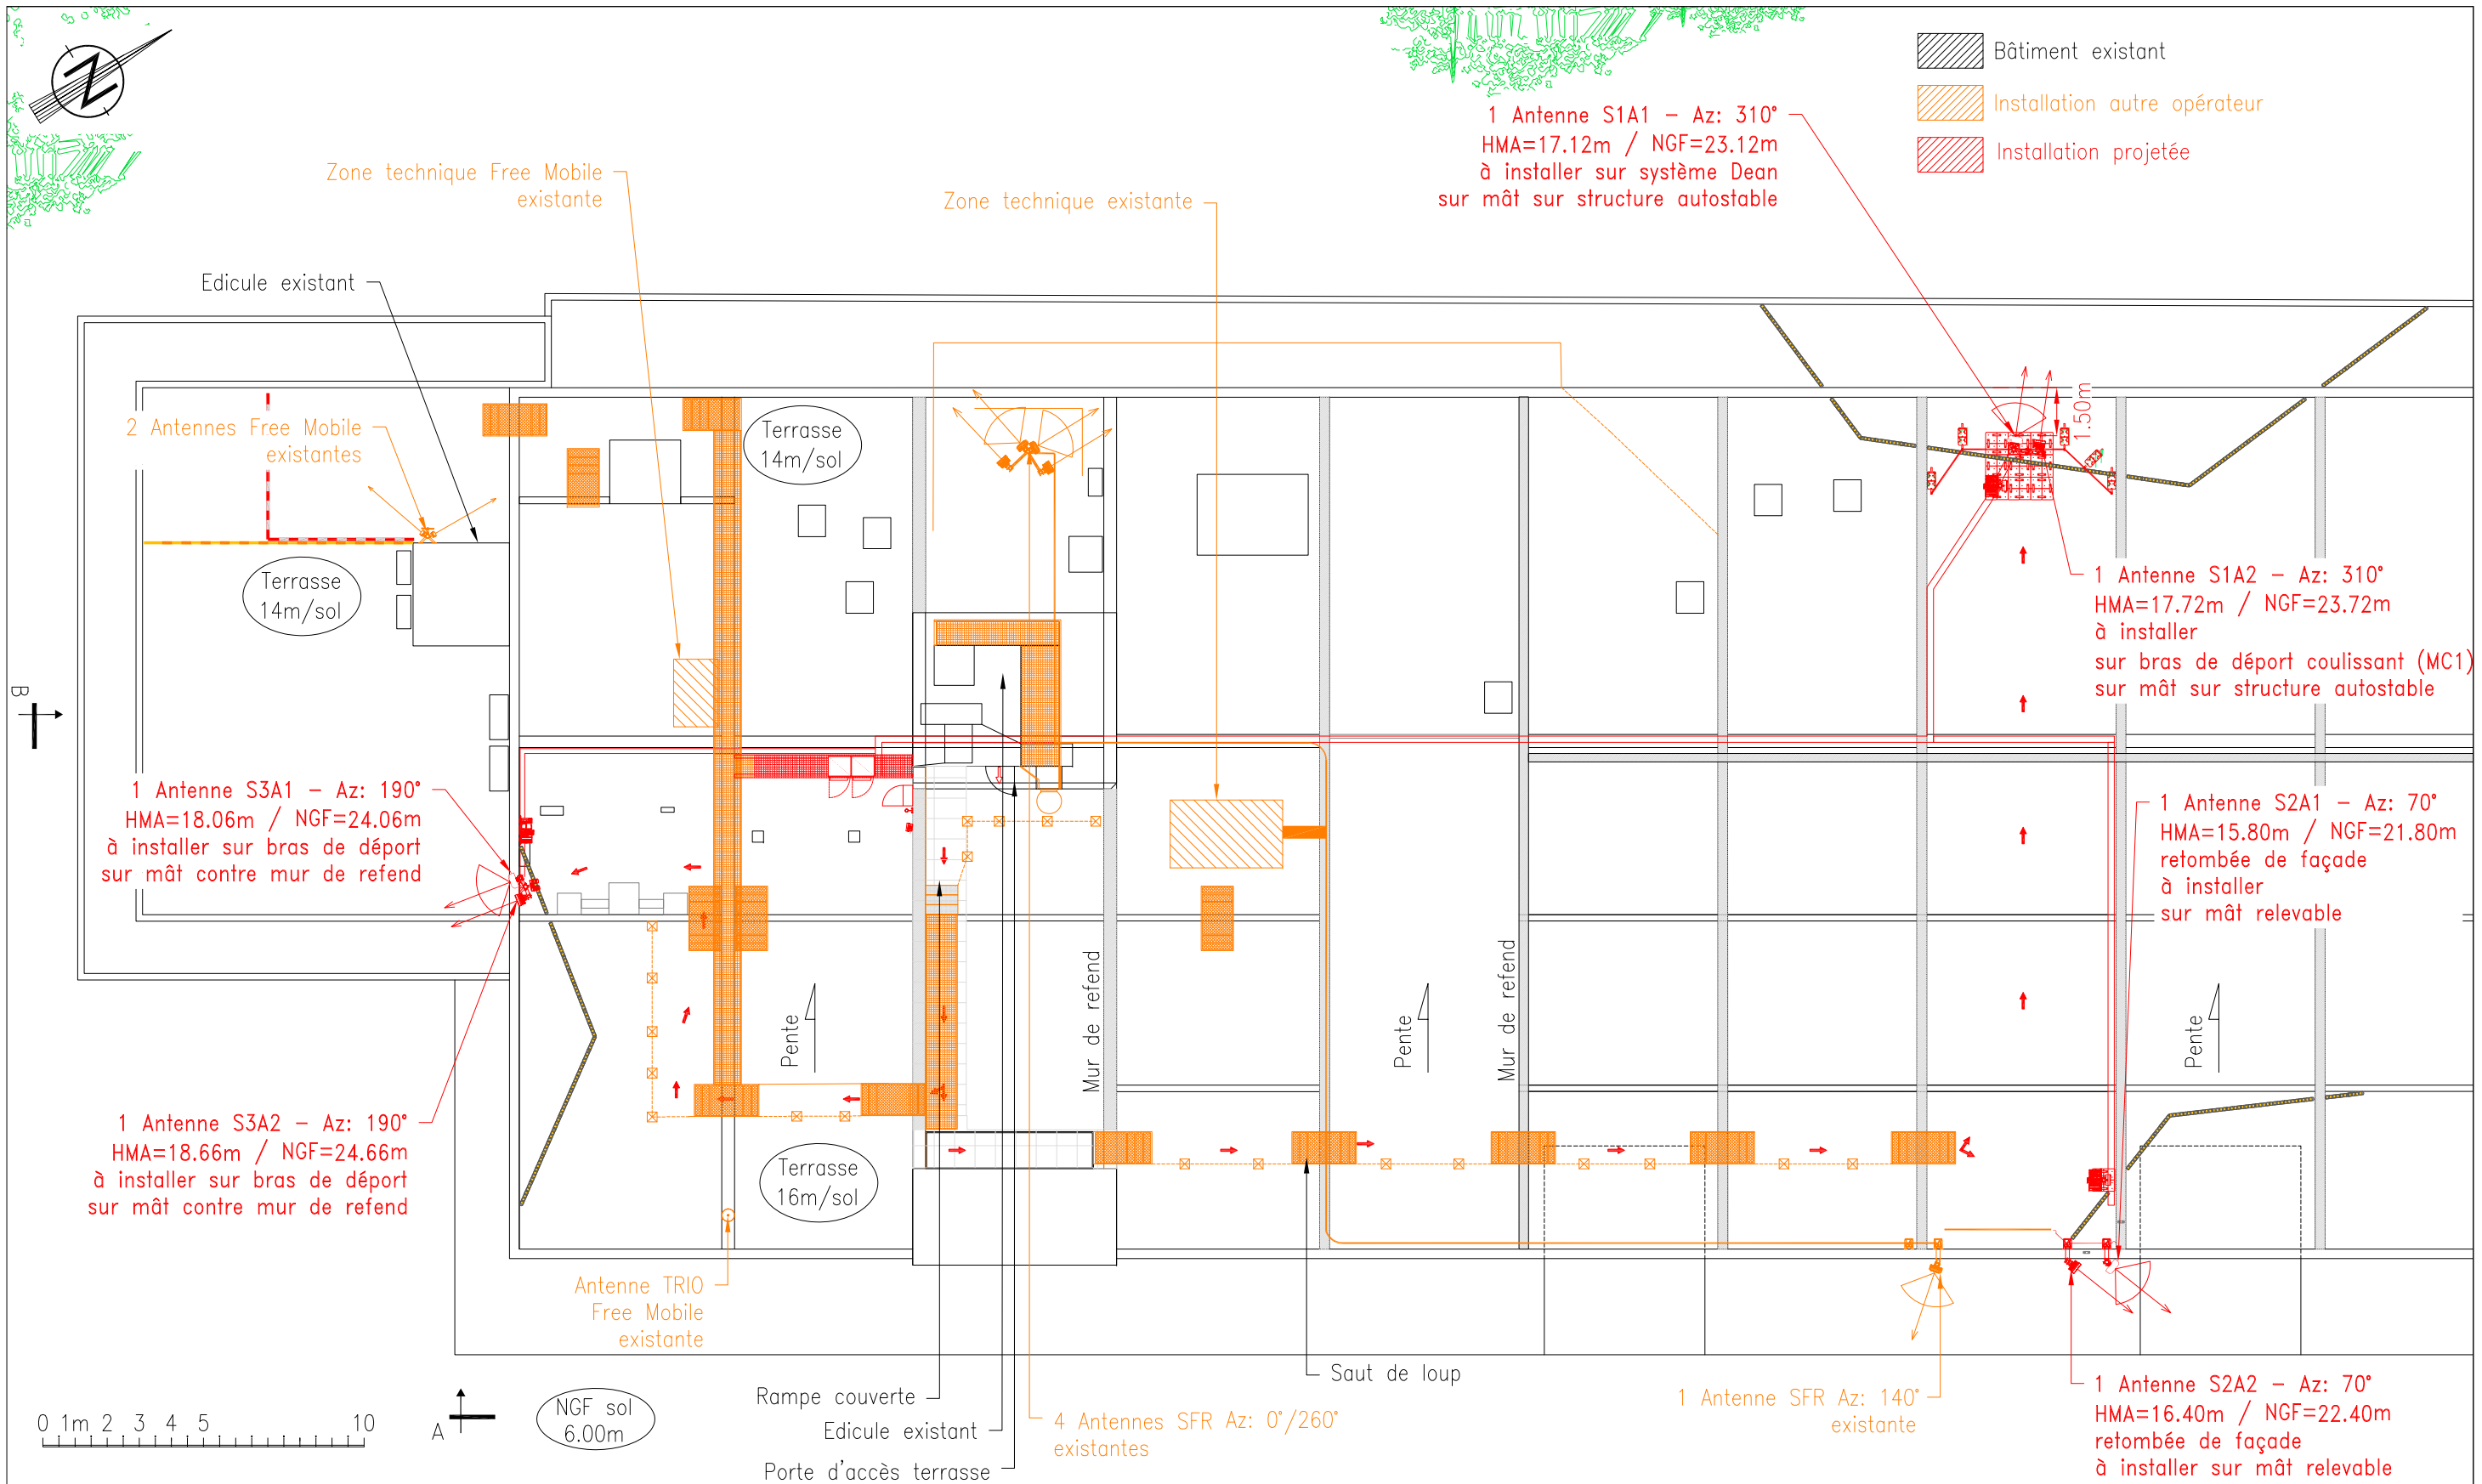 N
Bâtiment existant
Installation autre opérateur
Installation projetée
1 Antenne S1A1 - Az: 310°
HMA=17.12m / NGF=23.12m
à installer sur système Dean
sur mât sur structure autostable
Zone technique Free Mobile
existante
Zone technique existante
Edicule existant
2 Antennes Free Mobile
existantes
Terrasse
14m/sol
1.50m
Terrasse
14m/sol
1 Antenne S1A2 - Az: 310°
HMA=17.72m / NGF=23.72m
à installer
sur bras de déport coulissant (MC1)
sur mât sur structure autostable
B
1 Antenne S3A1 - Az: 190°
HMA=18.06m / NGF=24.06m
à installer sur bras de déport
sur mât contre mur de refend
1 Antenne S2A1 - Az: 70°
HMA=15.80m / NGF=21.80m
retombée de façade
à installer
sur mât relevable
Pente
Mur de refend
Pente
Mur de refend
Pente
1 Antenne S3A2 - Az: 190°
HMA=18.66m / NGF=24.66m
à installer sur bras de déport
sur mât contre mur de refend
Terrasse
16m/sol
Antenne TRIO
Free Mobile
existante
Saut de loup
Rampe couverte
Edicule existant
Porte d'accès terrasse
4 Antennes SFR Az: 0°/260°
existantes
1 Antenne SFR Az: 140°
existante
1 Antenne S2A2 - Az: 70°
HMA=16.40m / NGF=22.40m
retombée de façade
à installer sur mât relevable
0 1m 2 3 4 5 10
A
NGF sol
6.00m